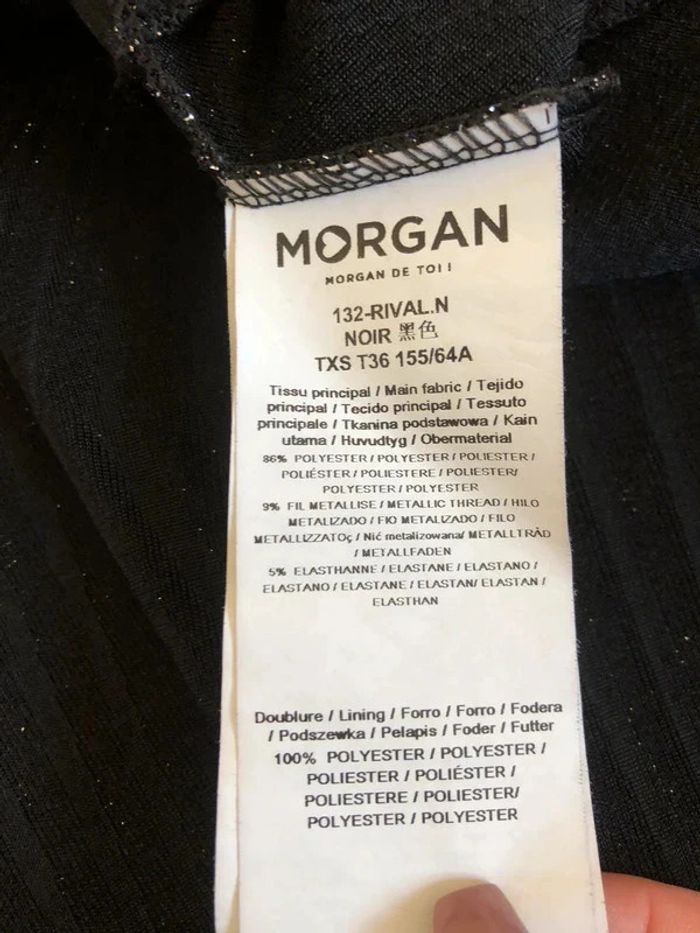 MORGAN
MORGAN DE TOI !
132-RIVAL.N
NOIR 黑色
TXS T36 155/64A
Tissu principal / Main fabric / Tejido
principal / Tecido principal / Tessuto
principale / Tkanina podstawowa / Kain
utama / Huvudtyg / Obermaterial
86% POLYESTER / POLYESTER / POLIESTER /
POLIÉSTER / POLIESTERE / POLIESTER/
POLYESTER / POLYESTER
9% FIL METALLISE / METALLIC THREAD / HILO
METALIZADO / FIO METALIZADO / FILO
METALLIZZATOç / Nić metalizowana/ METALLTRÅD
/ METALLFADEN
5% ELASTHANNE / ELASTANE / ELASTANO /
ELASTANO / ELASTANE / ELASTAN/ ELASTAN /
ELASTHAN
Doublure / Lining / Forro / Forro / Fodera
/ Podszewka / Pelapis / Foder / Futter
100% POLYESTER / POLYESTER /
POLIESTER / POLIÉSTER /
POLIESTERE / POLIESTER/
POLYESTER / POLYESTER